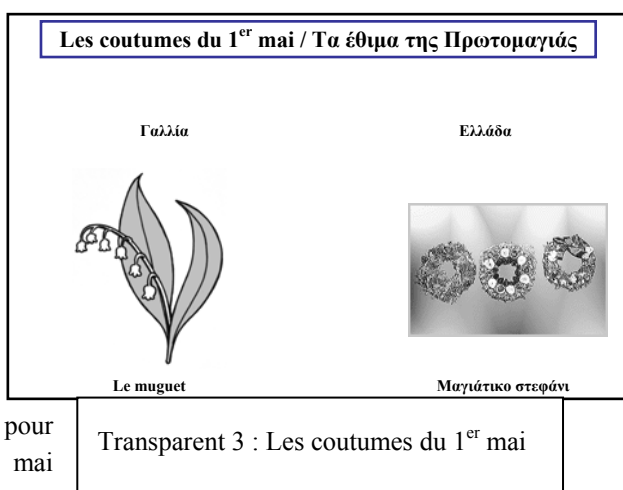 Les coutumes du 1er mai / Τα έθιμα της Πρωτομαγιάς
Γαλλία
Ελλάδα
Le muguet
Μαγιάτικο στεφάνι
pour
mai
Transparent 3 : Les coutumes du 1er mai